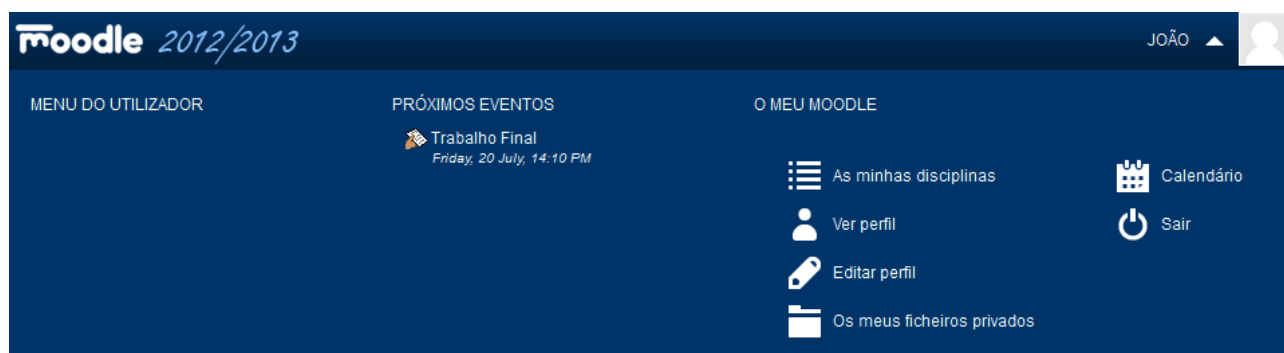 moodle 2012/2013
JOÃO
MENU DO UTILIZADOR
PRÓXIMOS EVENTOS
Trabalho Final
Friday, 20 July, 14:10 PM
O MEU MOODLE
As minhas disciplinas
Ver perfil
Editar perfil
Os meus ficheiros privados
Calendário
Sair